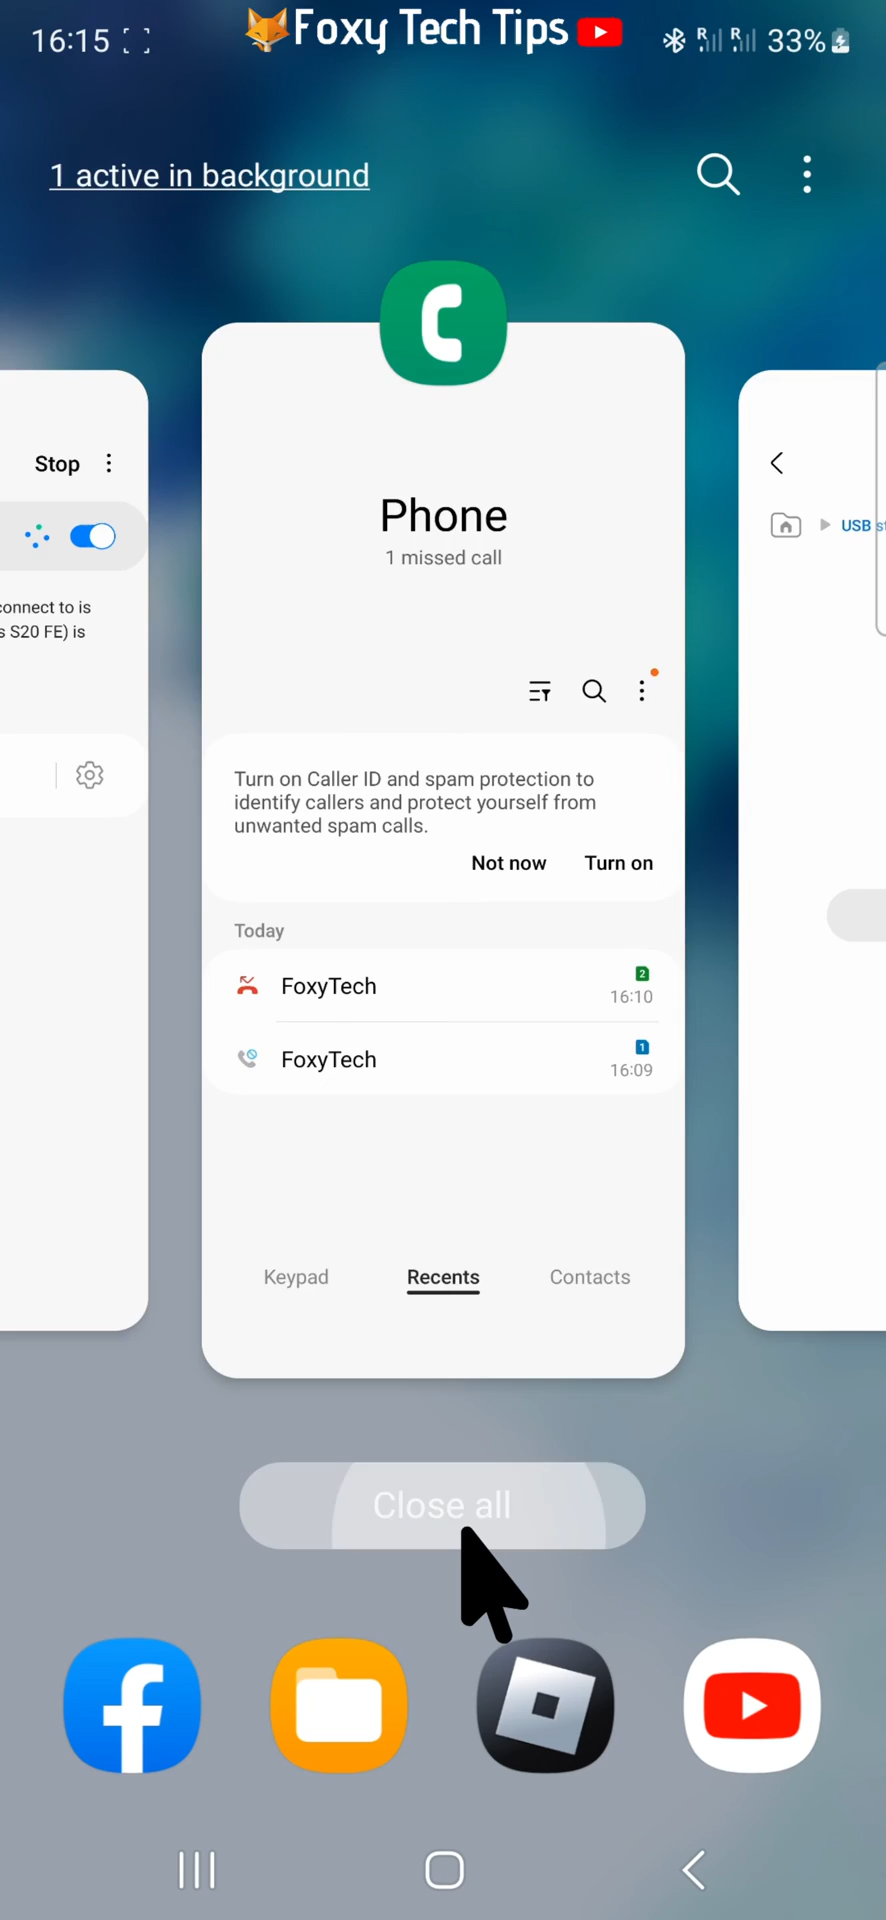 16:15
Foxy Tech Tips
R R 33%
1 active in background
Stop
connect to is
s S20 FE) is
Phone
1 missed call
Turn on Caller ID and spam protection to
identify callers and protect yourself from
unwanted spam calls.
Not now Turn on
Today
FoxyTech 2
16:10
FoxyTech 1
16:09
Keypad Recents Contacts
USB st
Close all